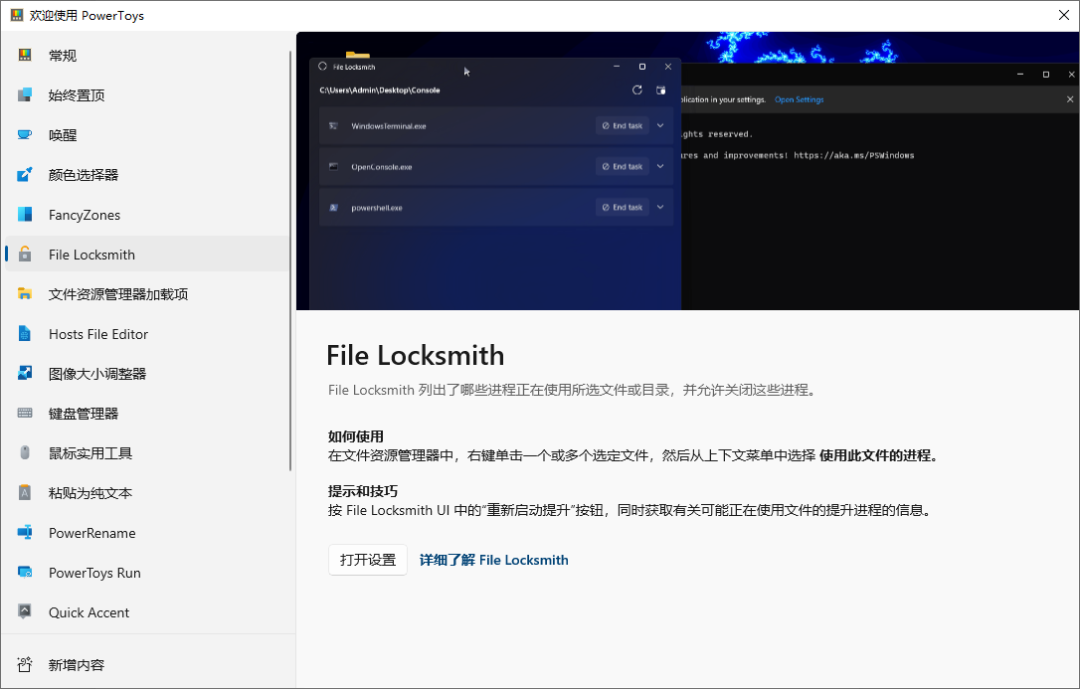 欢迎使用 PowerToys
常规
始终置顶
唤醒
颜色选择器
FancyZones
File Locksmith
文件资源管理器加载项
Hosts File Editor
图像大小调整器
键盘管理器
鼠标实用工具
粘贴为纯文本
PowerRename
PowerToys Run
Quick Accent
新增内容
File Locksmith
C:\Users\Admin\Desktop\Console
WindowsTerminal.exe
End task
OpenConsole.exe
End task
powershell.exe
End task
plication in your settings. Open Settings
ghts reserved.
ures and improvements! https://aka.ms/PSWindows
File Locksmith
File Locksmith 列出了哪些进程正在使用所选文件或目录，并允许关闭这些进程。
如何使用
在文件资源管理器中，右键单击一个或多个选定文件，然后从上下文菜单中选择 使用此文件的进程。
提示和技巧
按 File Locksmith UI 中的“重新启动提升”按钮，同时获取有关可能正在使用文件的提升进程的信息。
打开设置
详细了解 File Locksmith